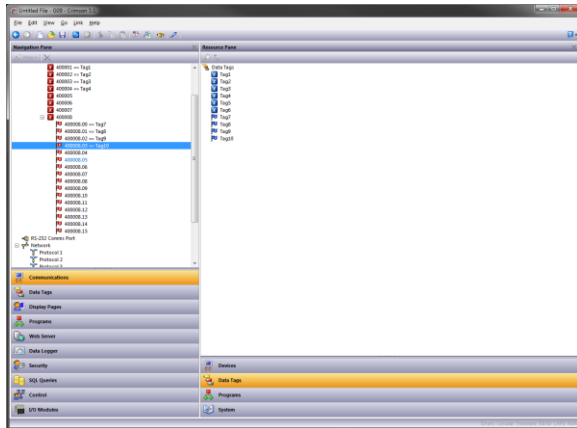 Untitled File - G09 - Crimson 3.1
File Edit View Go Link Help
Navigation Pane
400001 <=> Tag1
400002 <=> Tag2
400003 <=> Tag3
400004 <=> Tag4
400005
400006
400007
400008
400008.00 <=> Tag7
400008.01 <=> Tag8
400008.02 <=> Tag9
400008.03 <=> Tag10
400008.04
400008.05
400008.06
400008.07
400008.08
400008.09
400008.10
400008.11
400008.12
400008.13
400008.14
400008.15
RS-232 Comms Port
Network
Protocol 1
Protocol 2
Protocol 3
Communications
Data Tags
Display Pages
Programs
Web Server
Data Logger
Security
SQL Queries
Control
I/O Modules
Resource Pane
Data Tags
Tag1
Tag2
Tag3
Tag4
Tag5
Tag6
Tag7
Tag8
Tag9
Tag10
Devices
Data Tags
Programs
System